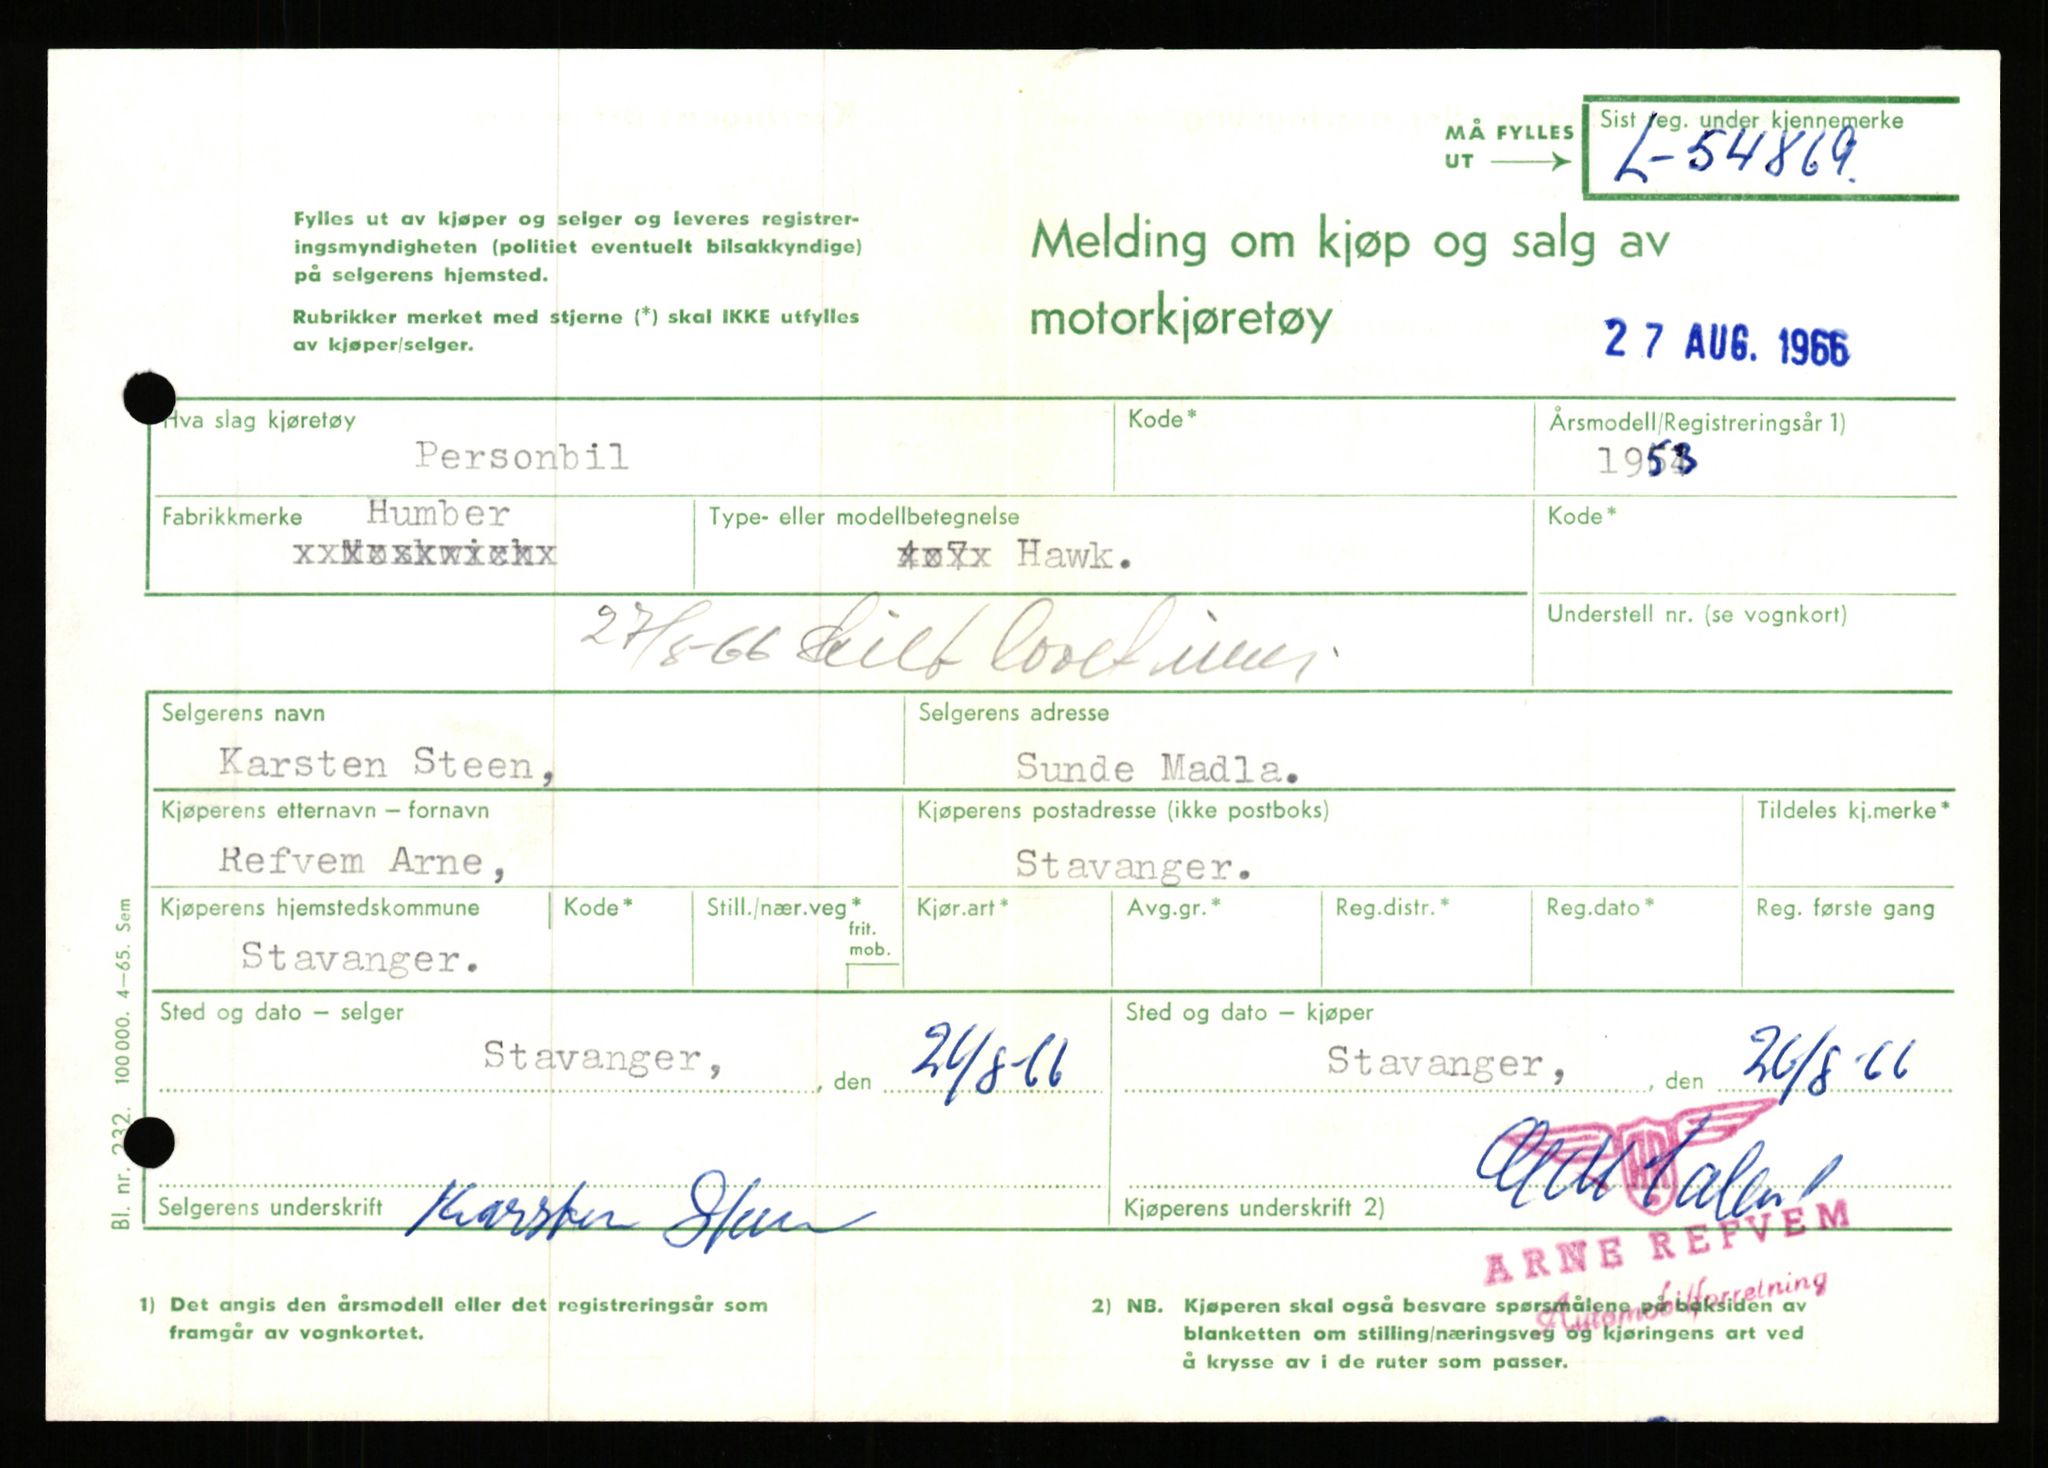 MÅ FYLLES
UT
Sist reg. under kjennemerke
L-54869.
Fylles ut av kjøper og selger og leveres registrer-
ingsmyndigheten (politiet eventuelt bilsakkyndige)
på selgerens hjemsted.
Rubrikker merket med stjerne (*) skal IKKE utfylles
av kjøper/selger.
Melding om kjøp og salg av
motorkjøretøy
27 AUG. 1966
Hva slag kjøretøy
Personbil
Kode*
Årsmodell/Registreringsår 1)
1953
Fabrikkmerke
Humber
xxMoskwichx
Type- eller modellbetegnelse
407x Hawk.
Kode*
Understell nr. (se vognkort)
27/8-66 skilt
Selgerens navn
Karsten Steen,
Selgerens adresse
Sunde Madla.
Kjøperens etternavn – fornavn
Refvem Arne,
Kjøperens postadresse (ikke postboks)
Stavanger.
Tildeles kj.merke*
Kjøperens hjemstedskommune
Stavanger.
Kode*
Still./nær.veg*
frit.
mob.
Kjør.art*
Avg.gr.*
Reg.distr.*
Reg.dato*
Reg. første gang
Sted og dato – selger
Stavanger, , den 26/8-66
Sted og dato – kjøper
Stavanger, , den 26/8-66
Selgerens underskrift
Karsten Steen
Kjøperens underskrift 2)
AR
ARNE REFVEM
Automobilforretning
1) Det angis den årsmodell eller det registreringsår som
framgår av vognkortet.
2) NB. Kjøperen skal også besvare spørsmålene på baksiden av
blanketten om stilling/næringsveg og kjøringens art ved
å krysse av i de ruter som passer.
Bl. nr. 232. 100 000. 4–65. Sem